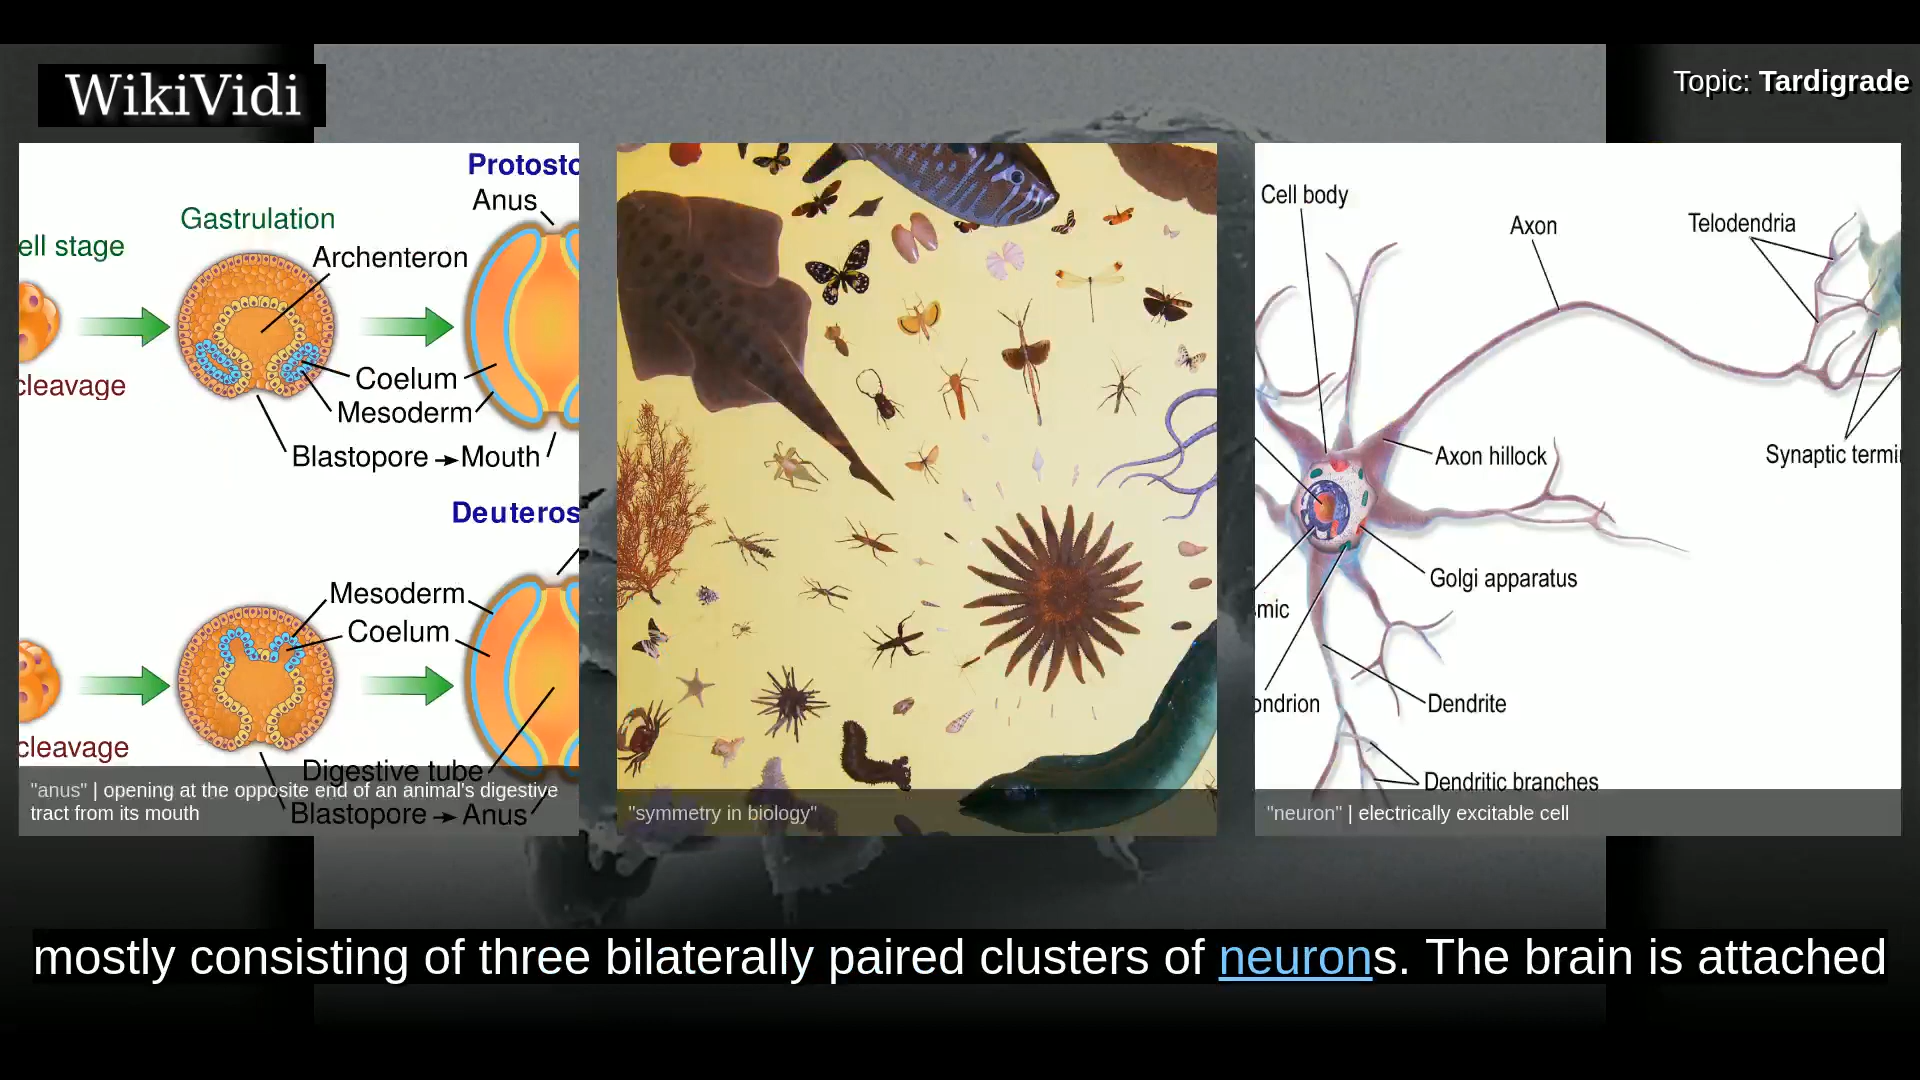 WikiVidi
Topic: Tardigrade
Protosto
Anus
Gastrulation
ell stage
Archenteron
cleavage
Coelum
Mesoderm
Blastopore → Mouth
Deuteros
Mesoderm
Coelum
cleavage
Digestive tube
Blastopore → Anus
"anus" | opening at the opposite end of an animal's digestive
tract from its mouth
"symmetry in biology"
Cell body
Axon
Telodendria
Axon hillock
Synaptic termi
Golgi apparatus
mic
ondrion
Dendrite
Dendritic branches
"neuron" | electrically excitable cell
mostly consisting of three bilaterally paired clusters of neurons. The brain is attached